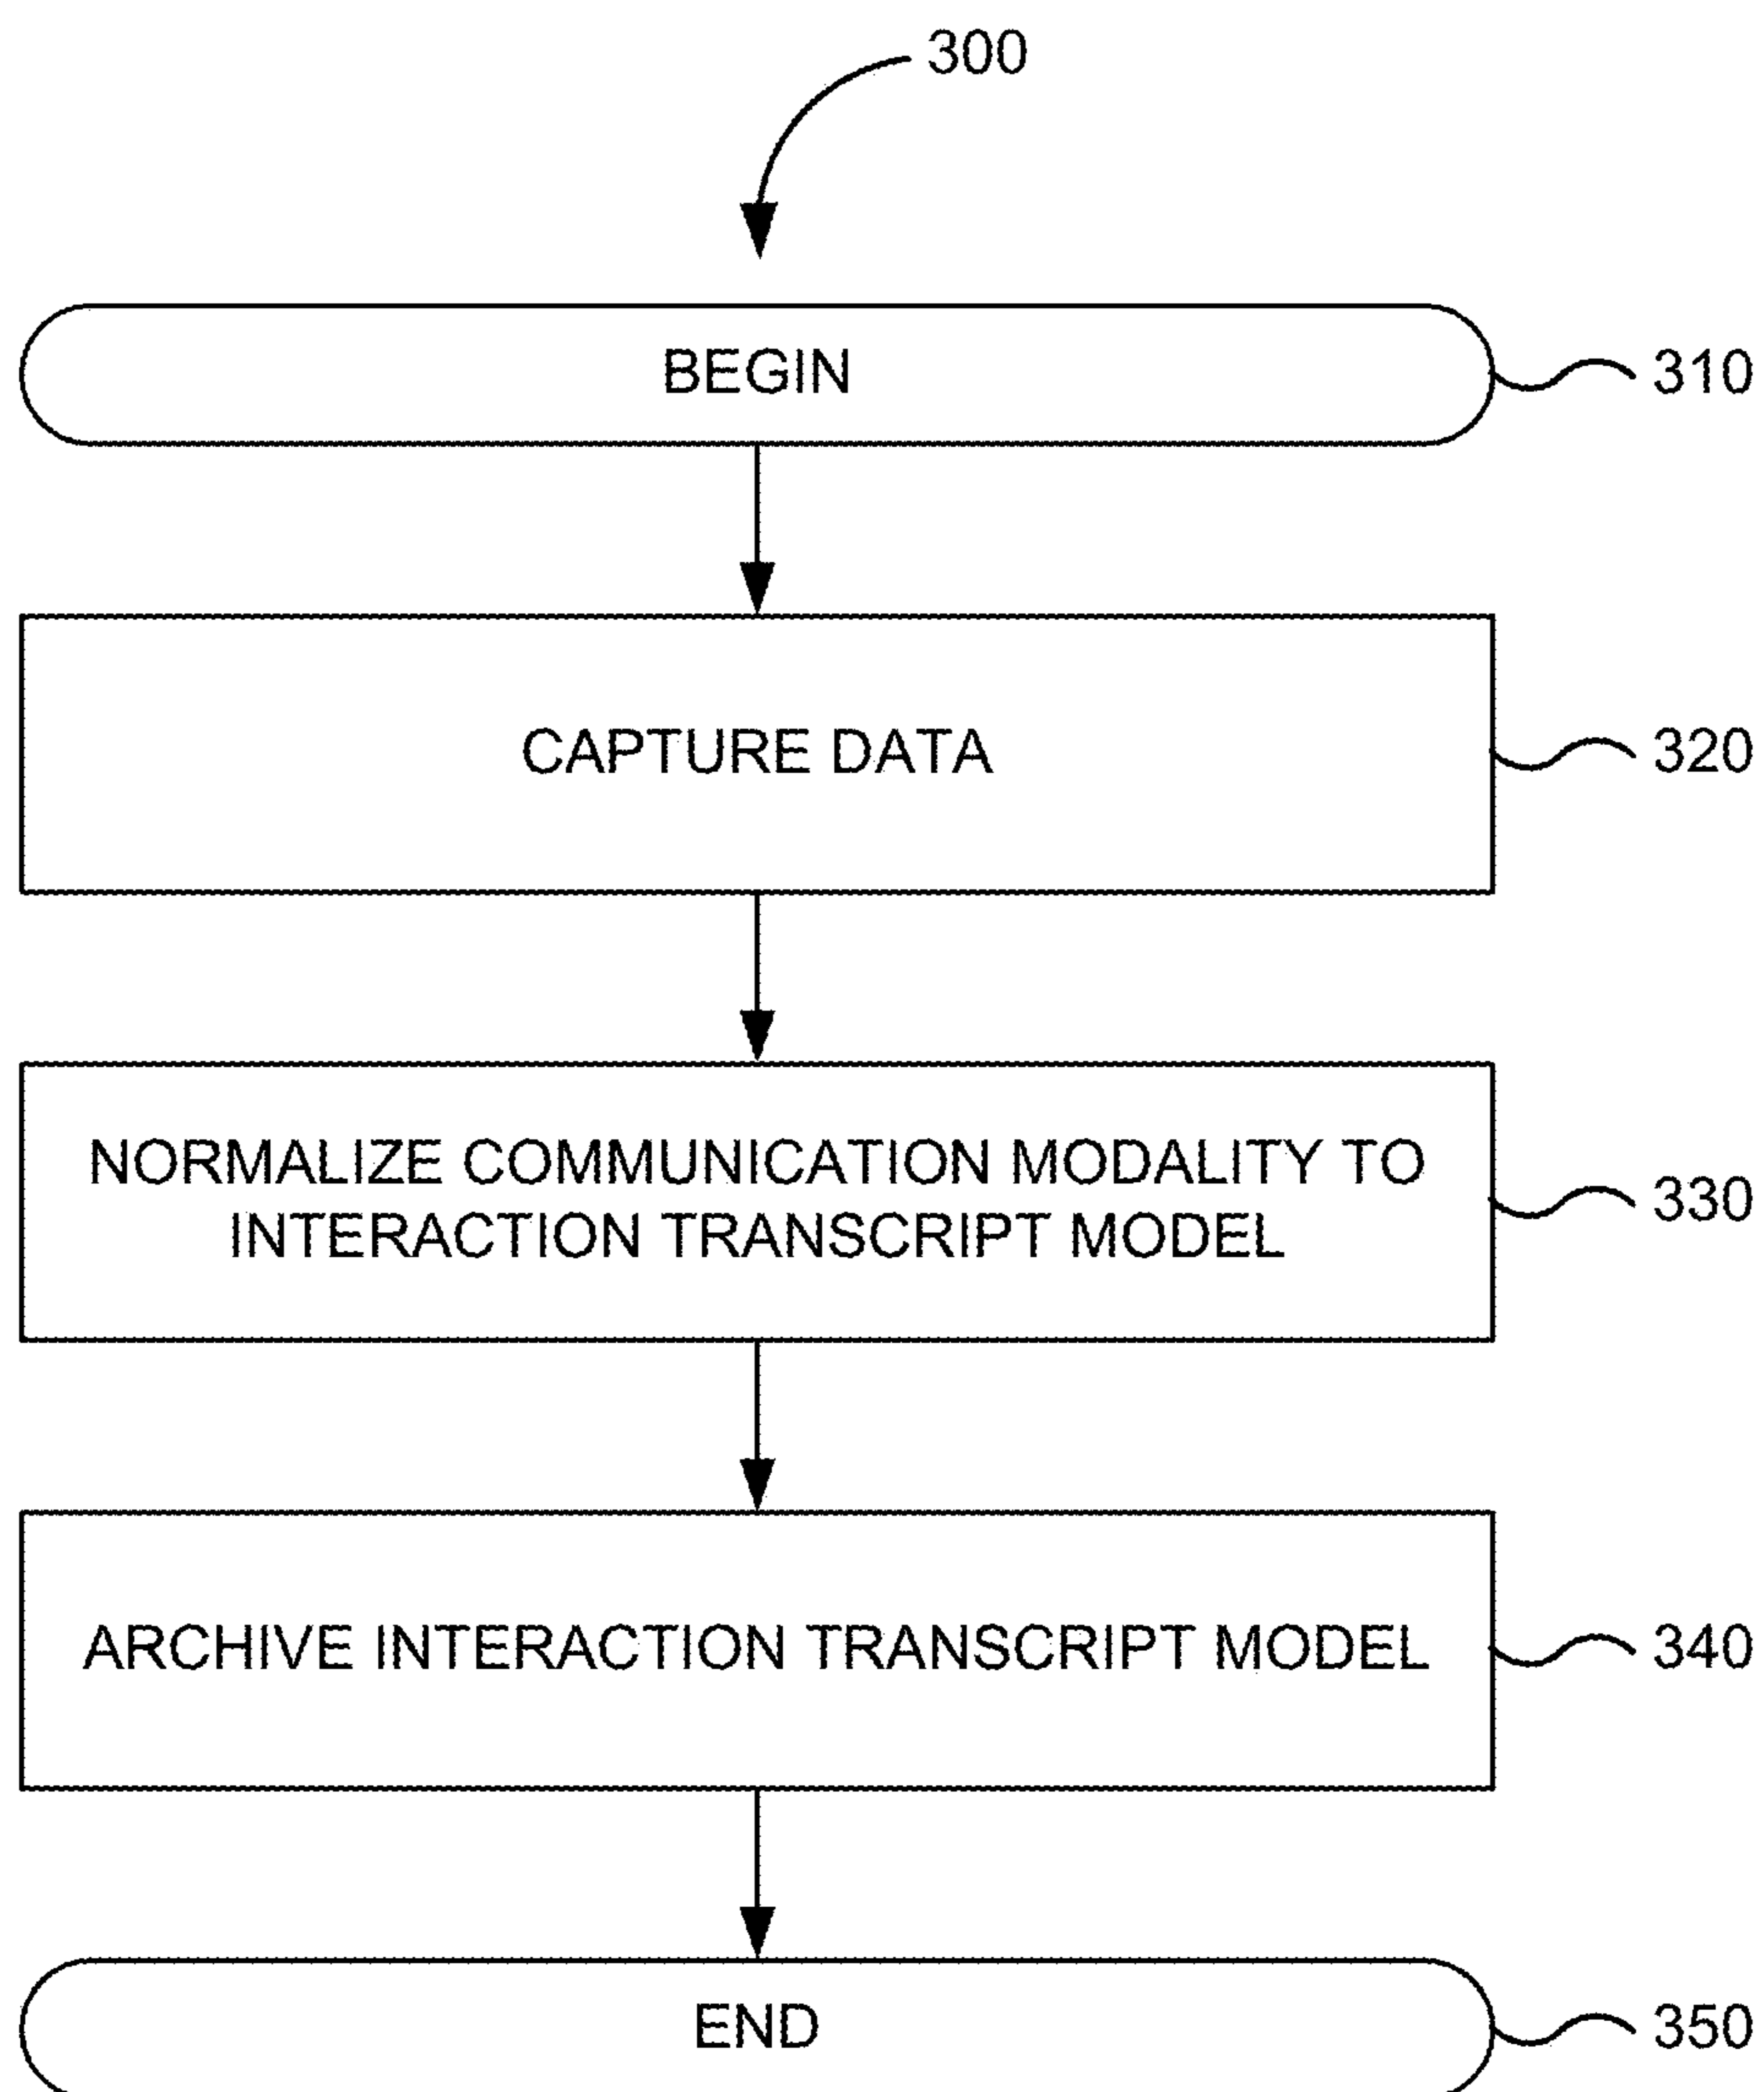 300
BEGIN
310
CAPTURE DATA
320
NORMALIZE COMMUNICATION MODALITY TO
INTERACTION TRANSCRIPT MODEL
330
ARCHIVE INTERACTION TRANSCRIPT MODEL
340
END
350